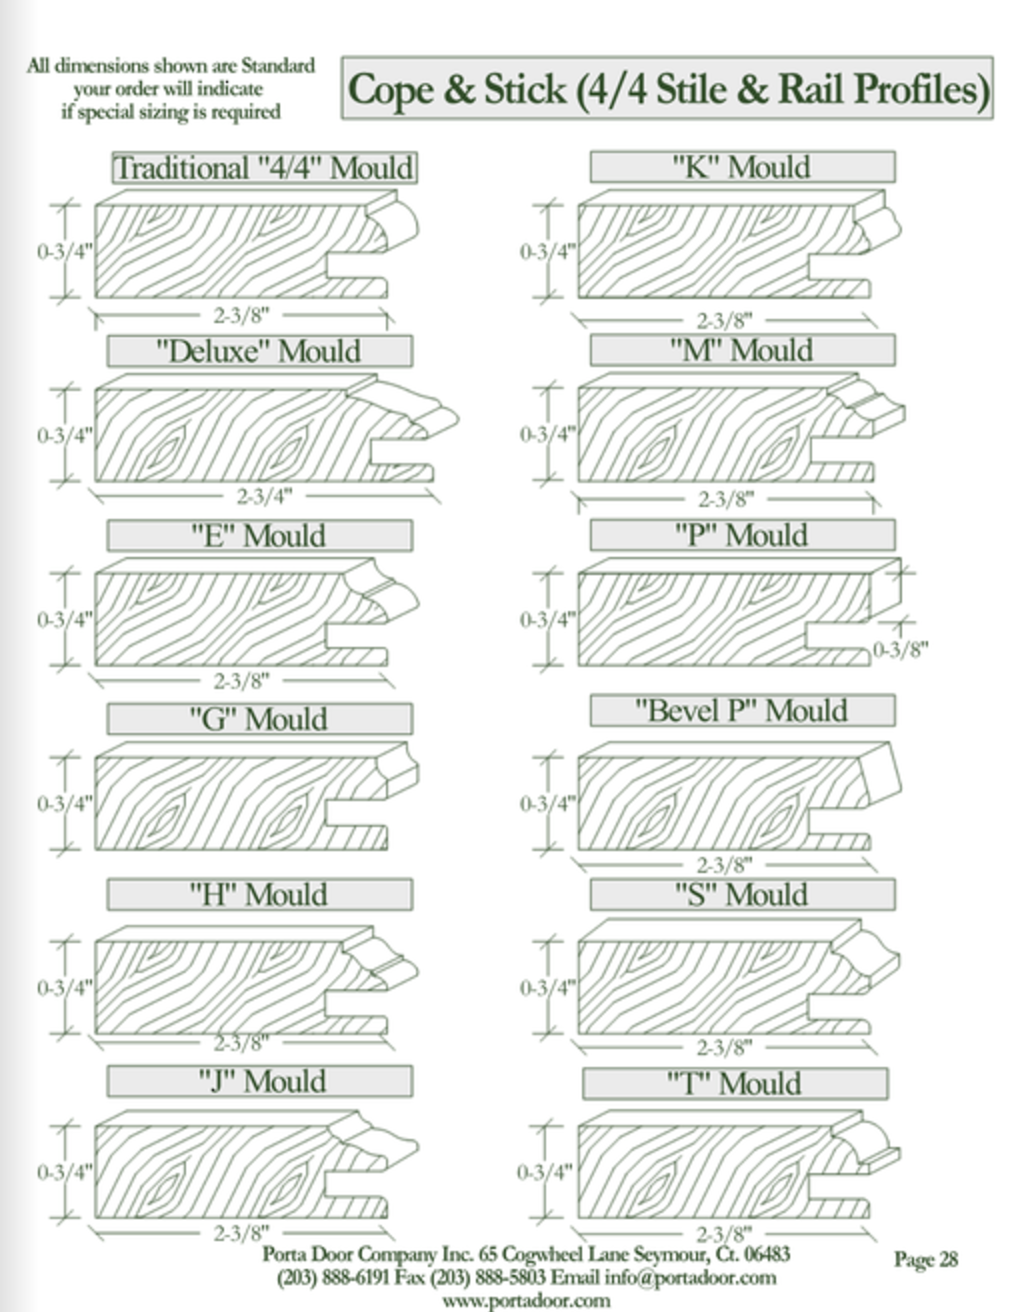 All dimensions shown are Standard
your order will indicate
if special sizing is required
Cope & Stick (4/4 Stile & Rail Profiles)
Traditional "4/4" Mould
0-3/4"
2-3/8"
"K" Mould
0-3/4"
2-3/8"
"Deluxe" Mould
0-3/4"
2-3/4"
"M" Mould
0-3/4"
2-3/8"
"E" Mould
0-3/4"
2-3/8"
"P" Mould
0-3/4"
0-3/8"
"G" Mould
0-3/4"
"Bevel P" Mould
0-3/4"
2-3/8"
"H" Mould
0-3/4"
2-3/8"
"S" Mould
0-3/4"
2-3/8"
"J" Mould
0-3/4"
2-3/8"
"T" Mould
0-3/4"
2-3/8"
Porta Door Company Inc. 65 Cogwheel Lane Seymour, Ct. 06483
(203) 888-6191 Fax (203) 888-5803 Email info@portadoor.com
www.portadoor.com
Page 28